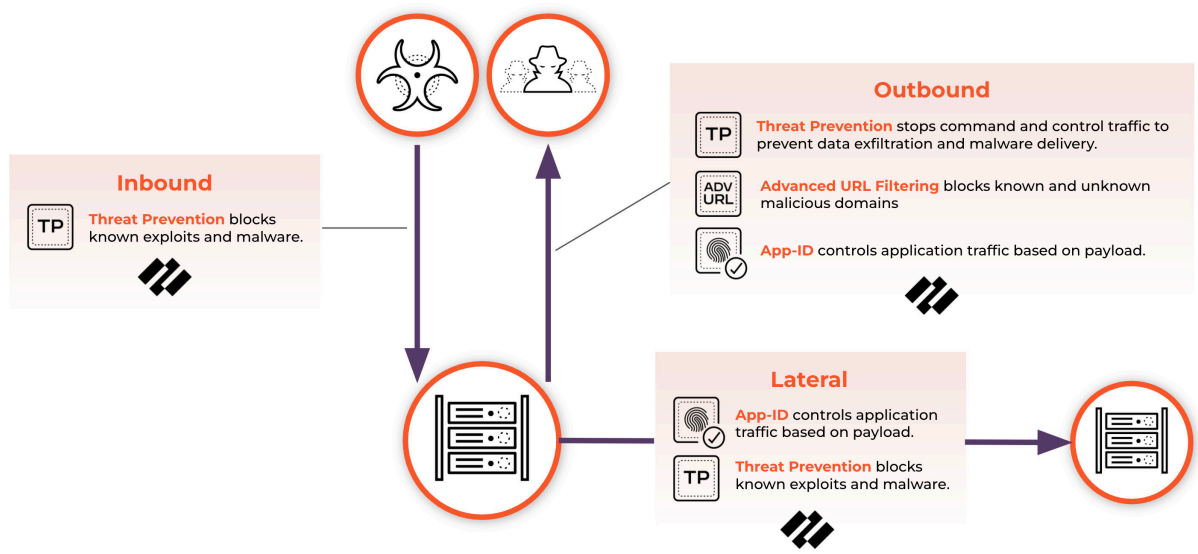 Inbound
TP
Threat Prevention blocks
known exploits and malware.
Outbound
TP
Threat Prevention stops command and control traffic to
prevent data exfiltration and malware delivery.
ADV
URL
Advanced URL Filtering blocks known and unknown
malicious domains
App-ID controls application traffic based on payload.
Lateral
App-ID controls application
traffic based on payload.
TP
Threat Prevention blocks
known exploits and malware.